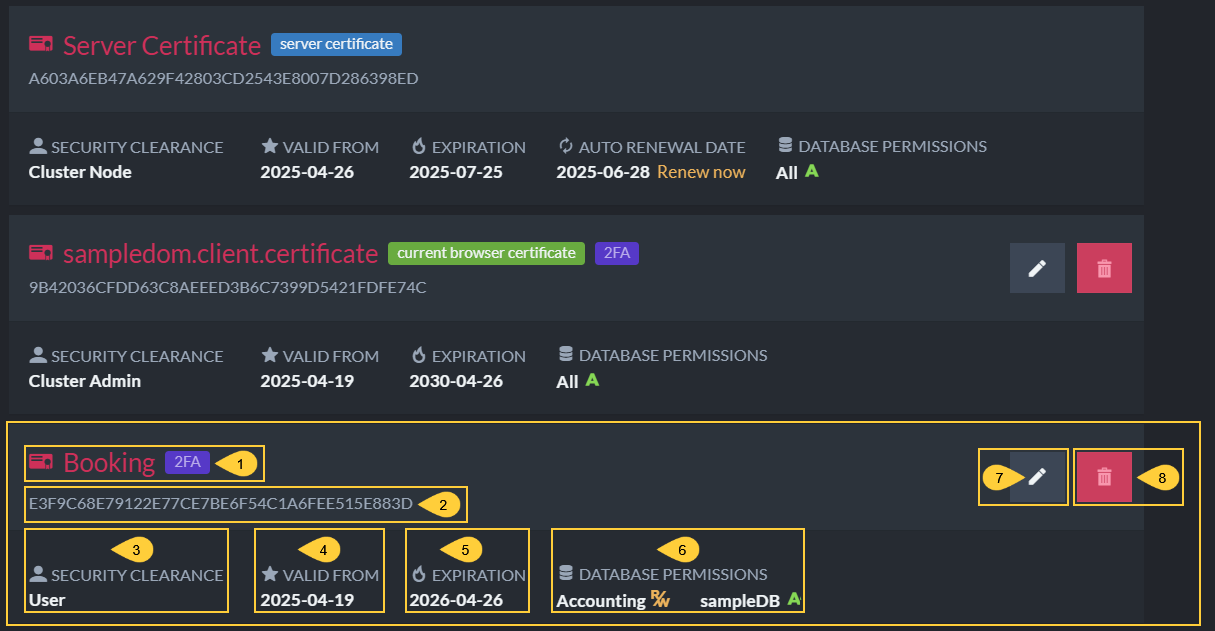 Server Certificate server certificate
A603A6EB47A629F42803CD2543E8007D286398ED
SECURITY CLEARANCE VALID FROM EXPIRATION AUTO RENEWAL DATE DATABASE PERMISSIONS
Cluster Node 2025-04-26 2025-07-25 2025-06-28 Renew now All A
sampledom.client.certificate current browser certificate 2FA
9B42036CFDD63C8AEEED3B6C7399D5421FDFE74C
SECURITY CLEARANCE VALID FROM EXPIRATION DATABASE PERMISSIONS
Cluster Admin 2025-04-19 2030-04-26 All A
Booking 2FA 1 7 8
E3F9C68E79122E77CE7BE6F54C1A6FEE515E883D 2
3 4 5 6
SECURITY CLEARANCE VALID FROM EXPIRATION DATABASE PERMISSIONS
User 2025-04-19 2026-04-26 Accounting R/W sampleDB A